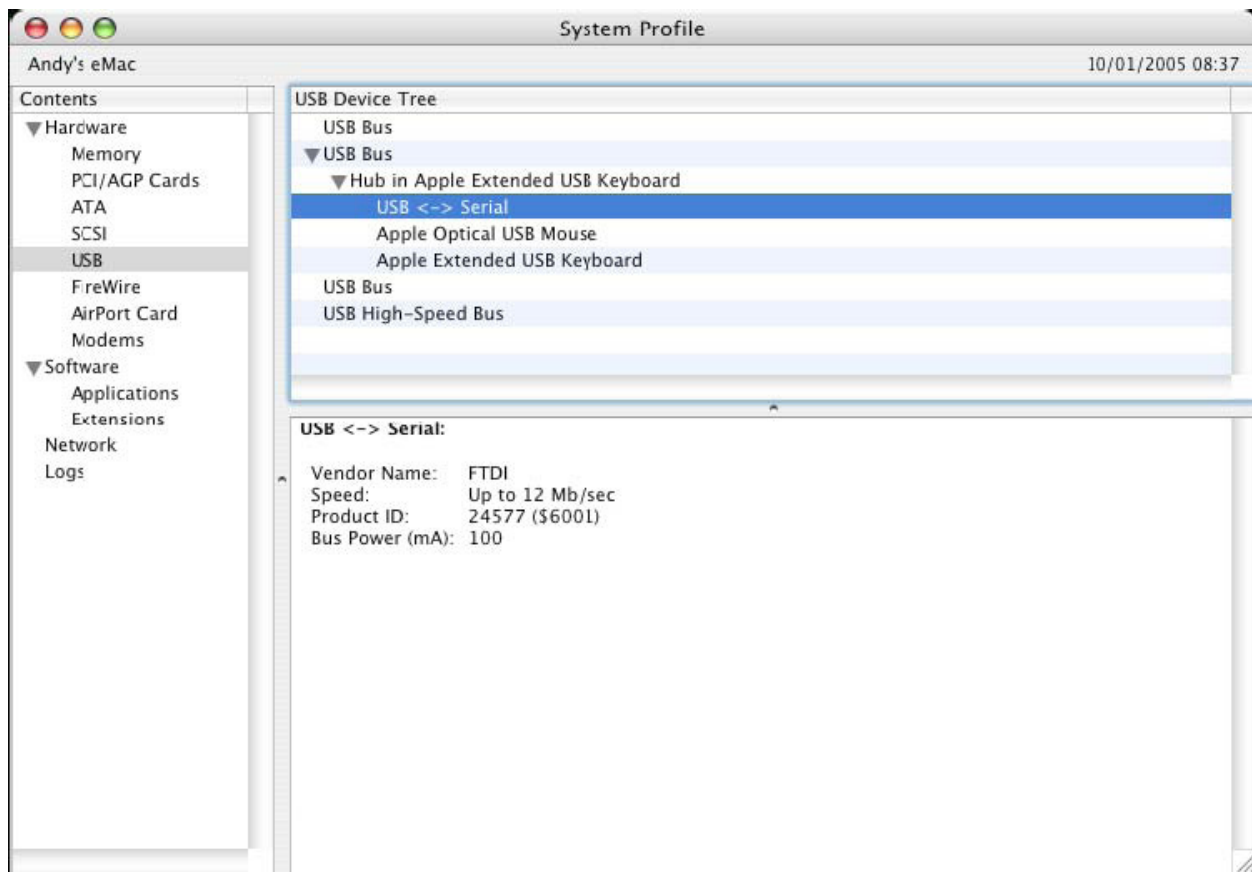 System Profile
Andy's eMac
10/01/2005 08:37
Contents
Hardware
Memory
PCI/AGP Cards
ATA
SCSI
USB
FireWire
AirPort Card
Modems
Software
Applications
Extensions
Network
Logs
USB Device Tree
USB Bus
USB Bus
Hub in Apple Extended USB Keyboard
USB <-> Serial
Apple Optical USB Mouse
Apple Extended USB Keyboard
USB Bus
USB High-Speed Bus
USB <-> Serial:
Vendor Name: FTDI
Speed: Up to 12 Mb/sec
Product ID: 24577 ($6001)
Bus Power (mA): 100